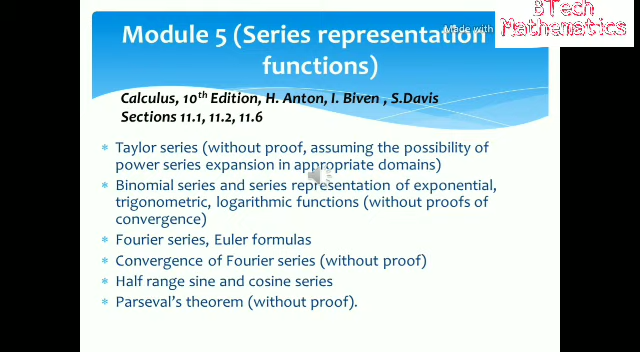 BTech
Mathematics
Made with
Module 5 (Series representation
functions)
Calculus, 10th Edition, H. Anton, I. Biven , S.Davis
Sections 11.1, 11.2, 11.6
Taylor series (without proof, assuming the possibility of
power series expansion in appropriate domains)
Binomial series and series representation of exponential,
trigonometric, logarithmic functions (without proofs of
convergence)
Fourier series, Euler formulas
Convergence of Fourier series (without proof)
Half range sine and cosine series
Parseval's theorem (without proof).